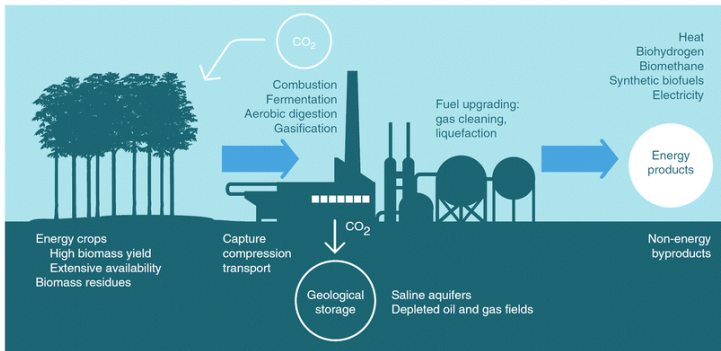 CO2
Combustion
Fermentation
Aerobic digestion
Gasification
Fuel upgrading:
gas cleaning,
liquefaction
Heat
Biohydrogen
Biomethane
Synthetic biofuels
Electricity
Energy
products
Energy crops
High biomass yield
Extensive availability
Biomass residues
Capture
compression
transport
CO2
Geological
storage
Saline aquifers
Depleted oil and gas fields
Non-energy
byproducts